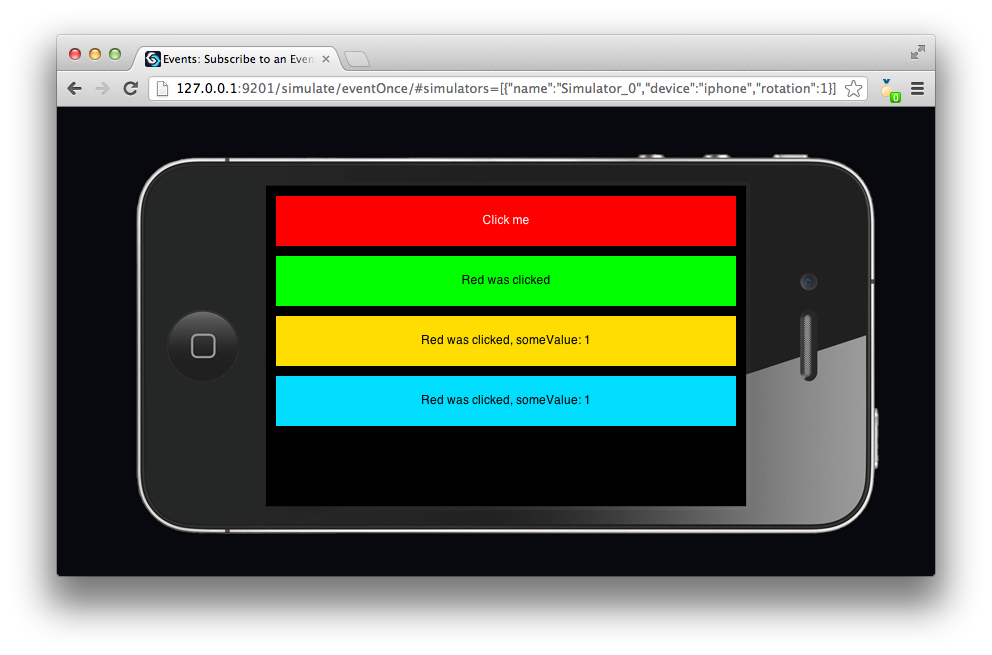 Events: Subscribe to an Even
127.0.0.1:9201/simulate/eventOnce/#simulators=[{"name":"Simulator_0","device":"iphone","rotation":1}]
0
Click me
Red was clicked
Red was clicked, someValue: 1
Red was clicked, someValue: 1